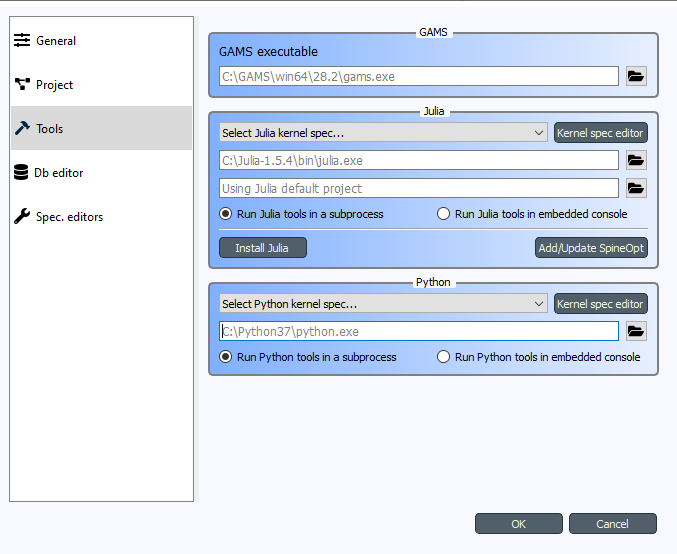 General
Project
Tools
Db editor
Spec. editors
GAMS
GAMS executable
C:\GAMS\win64\28.2\gams.exe
Julia
Select Julia kernel spec...
Kernel spec editor
C:\Julia-1.5.4\bin\julia.exe
Using Julia default project
Run Julia tools in a subprocess
Run Julia tools in embedded console
Install Julia
Add/Update SpineOpt
Python
Select Python kernel spec...
Kernel spec editor
C:\Python37\python.exe
Run Python tools in a subprocess
Run Python tools in embedded console
OK
Cancel